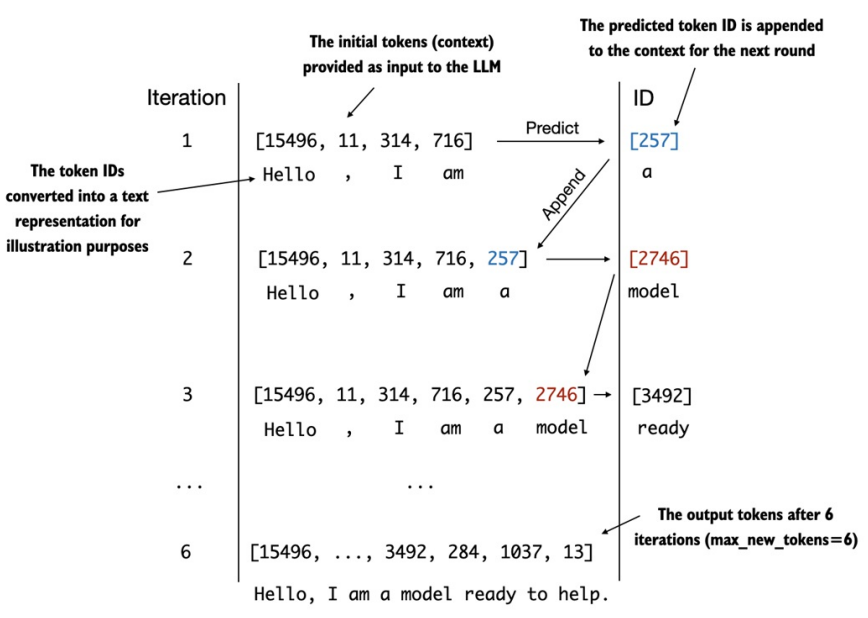 The predicted token ID is appended
to the context for the next round
The initial tokens (context)
provided as input to the LLM
Iteration
ID
1
[15496, 11, 314, 716]
Predict
[257]
Hello , I am
a
The token IDs
converted into a text
representation for
illustration purposes
Append
2
[15496, 11, 314, 716, 257]
[2746]
Hello , I am a
model
3
[15496, 11, 314, 716, 257, 2746]
[3492]
Hello , I am a model
ready
...
...
The output tokens after 6
iterations (max_new_tokens=6)
6
[15496, ..., 3492, 284, 1037, 13]
Hello, I am a model ready to help.